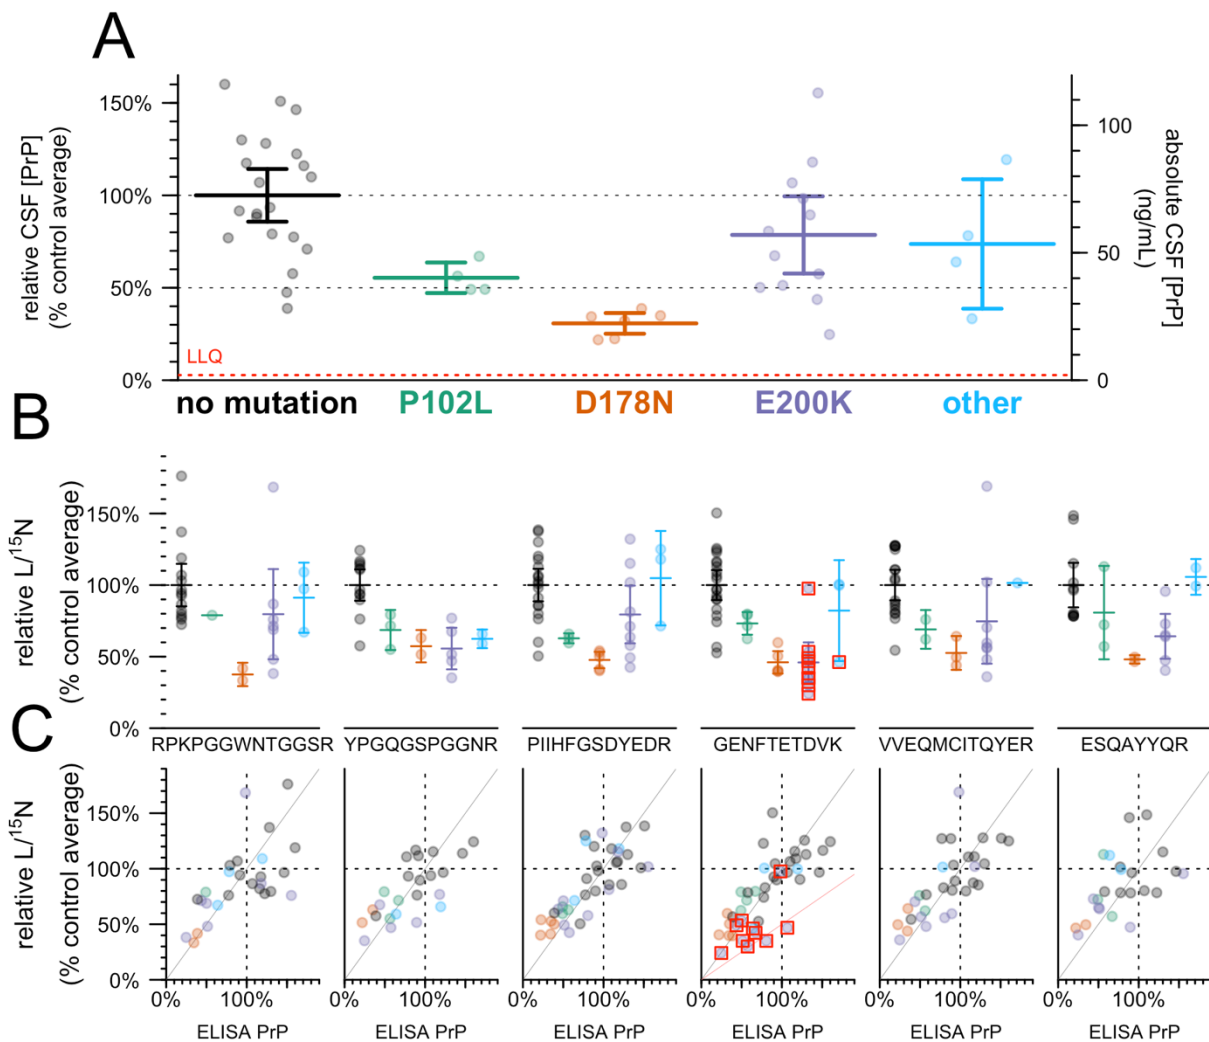 A
relative CSF [PrP]
(% control average)
150%
100%
50%
0%
LLQ
100
50
0
absolute CSF [PrP]
(ng/mL)
no mutation P102L D178N E200K other
B
relative L/¹⁵N
(% control average)
150%
100%
50%
0%
RPKPGGWNTGGSR YPGQGSPGGNR PIIHFGSDYEDR GENFTETDVK VVEQMCITQYER ESQAYYQR
C
relative L/¹⁵N
(% control average)
150%
100%
50%
0%
0% 100% 0% 100% 0% 100% 0% 100% 0% 100% 0% 100%
ELISA PrP ELISA PrP ELISA PrP ELISA PrP ELISA PrP ELISA PrP